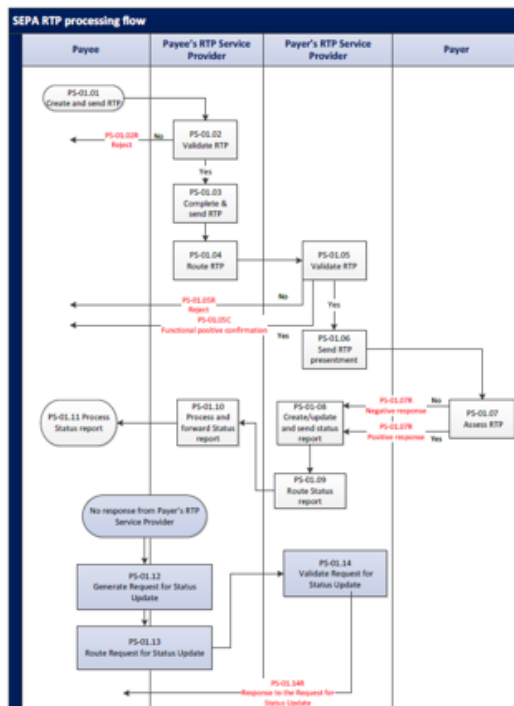 SEPA RTP processing flow
Payee
Payee's RTP Service
Provider
Payer's RTP Service
Provider
Payer
PS-01.01
Create and send RTP
PS-01.02R
Reject
No
PS-01.02
Validate RTP
Yes
PS-01.03
Complete &
send RTP
PS-01.04
Route RTP
PS-01.05
Validate RTP
PS-01.05R
Reject
No
PS-01.05C
Functional positive confirmation
Yes
Yes
PS-01.06
Send RTP
presentment
PS-01.07
Assess RTP
PS-01.07R
Negative response
No
PS-01.07R
Positive response
Yes
PS-01-08
Create/update
and send status
report
PS-01.09
Route Status
report
PS-01.10
Process and
forward Status
report
PS-01.11 Process
Status report
No response from Payer's RTP
Service Provider
PS-01.12
Generate Request for Status
Update
PS-01.13
Route Request for Status Update
PS-01.14
Validate Request for
Status Update
PS-01.14R
Response to the Request for
Status Update